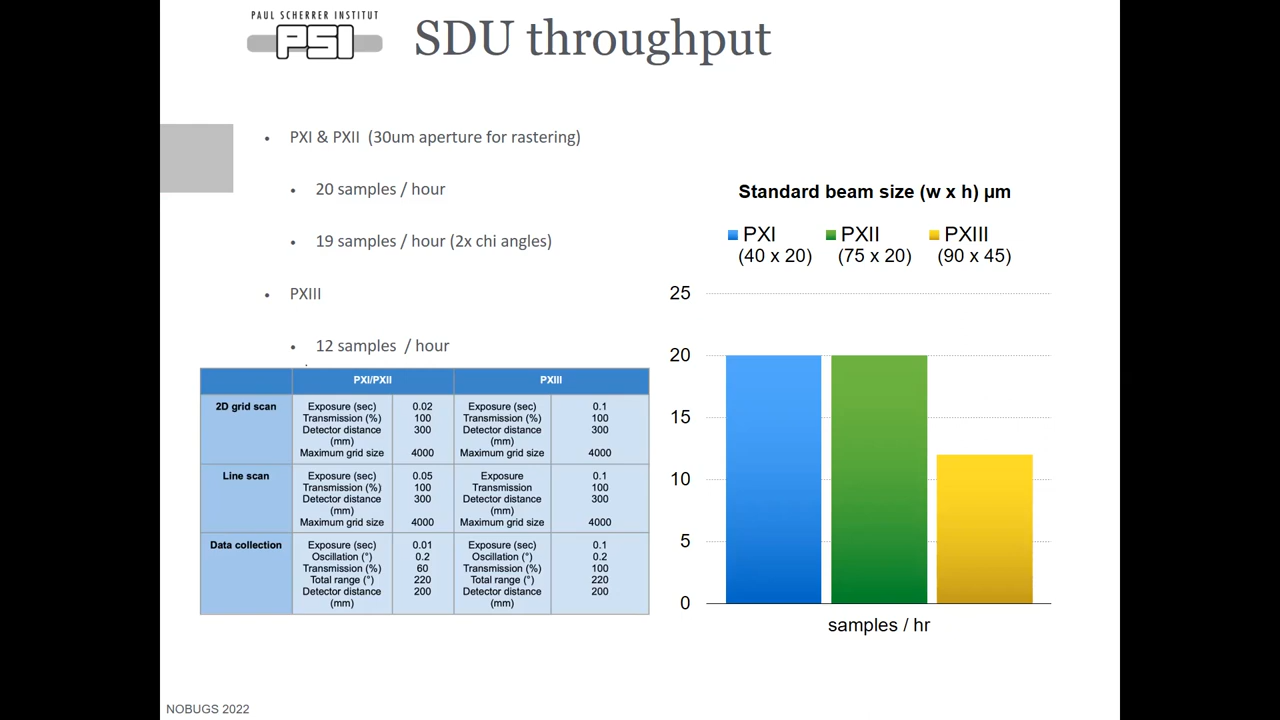 PAUL SCHERRER INSTITUT
PSI
SDU throughput
• PXI & PXII (30um aperture for rastering)
• 20 samples / hour
• 19 samples / hour (2x chi angles)
• PXIII
• 12 samples / hour
PXI/PXII PXIII
2D grid scan Exposure (sec) 0.02 Exposure (sec) 0.1
Transmission (%) 100 Transmission (%) 100
Detector distance 300 Detector distance 300
(mm) (mm)
Maximum grid size 4000 Maximum grid size 4000
Line scan Exposure (sec) 0.05 Exposure 0.1
Transmission (%) 100 Transmission 100
Detector distance 300 Detector distance 300
(mm) (mm)
Maximum grid size 4000 Maximum grid size 4000
Data collection Exposure (sec) 0.01 Exposure (sec) 0.1
Oscillation (°) 0.2 Oscillation (°) 0.2
Transmission (%) 60 Transmission (%) 100
Total range (°) 220 Total range (°) 220
Detector distance 200 Detector distance 200
(mm) (mm)
Standard beam size (w x h) µm
PXI PXII PXIII
(40 x 20) (75 x 20) (90 x 45)
25
20
15
10
5
0
samples / hr
NOBUGS 2022